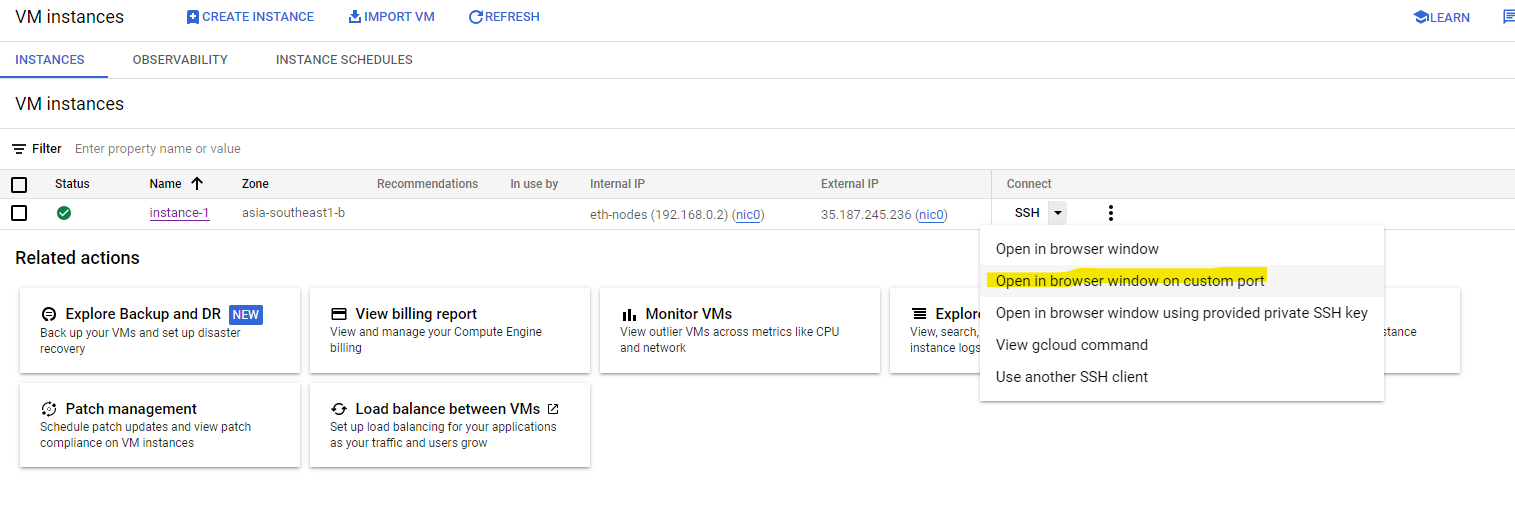 VM instances
CREATE INSTANCE
IMPORT VM
REFRESH
LEARN
INSTANCES
OBSERVABILITY
INSTANCE SCHEDULES
VM instances
Filter Enter property name or value
Status Name Zone Recommendations In use by Internal IP External IP Connect
instance-1 asia-southeast1-b eth-nodes (192.168.0.2) (nic0) 35.187.245.236 (nic0) SSH
Open in browser window
Open in browser window on custom port
Open in browser window using provided private SSH key
View gcloud command
Use another SSH client
Related actions
Explore Backup and DR NEW
Back up your VMs and set up disaster
recovery
View billing report
View and manage your Compute Engine
billing
Monitor VMs
View outlier VMs across metrics like CPU
and network
Explore
View, search,
instance logs
Patch management
Schedule patch updates and view patch
compliance on VM instances
Load balance between VMs
Set up load balancing for your applications
as your traffic and users grow